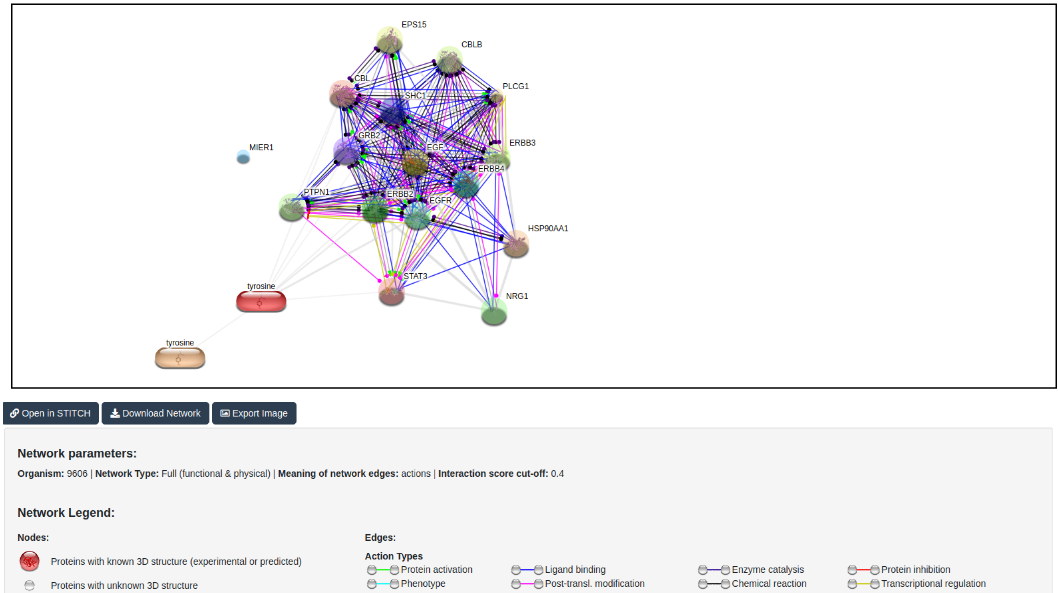 EPS15
CBLB
CBL
PLCG1
SHC1
GRB2
ERBB3
EGF
MIER1
ERBB4
PTPN1
ERBB2
EGFR
HSP90AA1
STAT3
tyrosine
NRG1
tyrosine
Open in STITCH Download Network Export Image
Network parameters:
Organism: 9606 | Network Type: Full (functional & physical) | Meaning of network edges: actions | Interaction score cut-off: 0.4
Network Legend:
Nodes: Edges:
Proteins with known 3D structure (experimental or predicted)
Proteins with unknown 3D structure
Action Types
Protein activation Ligand binding Enzyme catalysis Protein inhibition
Phenotype Post-transl. modification Chemical reaction Transcriptional regulation